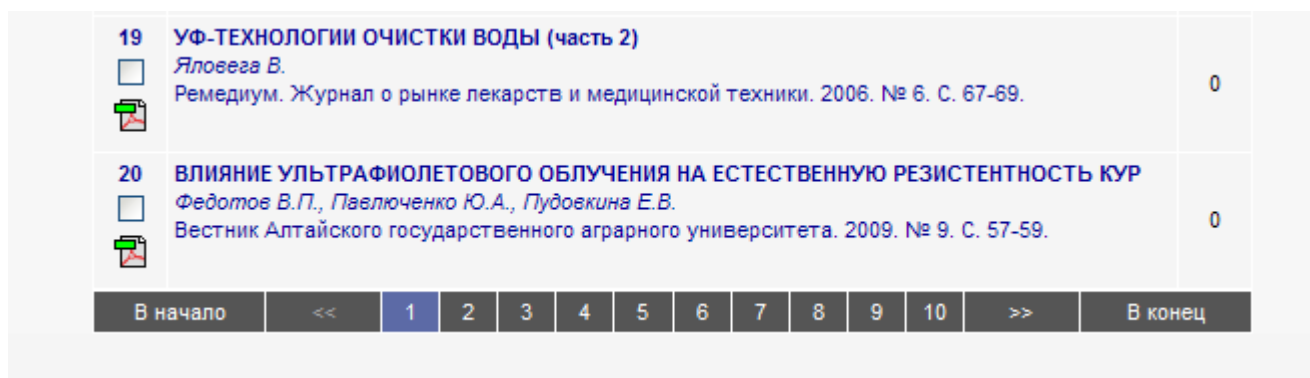 19 УФ-ТЕХНОЛОГИИ ОЧИСТКИ ВОДЫ (часть 2)
Яловега В.
Ремедиум. Журнал о рынке лекарств и медицинской техники. 2006. № 6. С. 67-69.
0
20 ВЛИЯНИЕ УЛЬТРАФИОЛЕТОВОГО ОБЛУЧЕНИЯ НА ЕСТЕСТВЕННУЮ РЕЗИСТЕНТНОСТЬ КУР
Федотов В.П., Павлюченко Ю.А., Пудовкина Е.В.
Вестник Алтайского государственного аграрного университета. 2009. № 9. С. 57-59.
0
В начало << 1 2 3 4 5 6 7 8 9 10 >> В конец